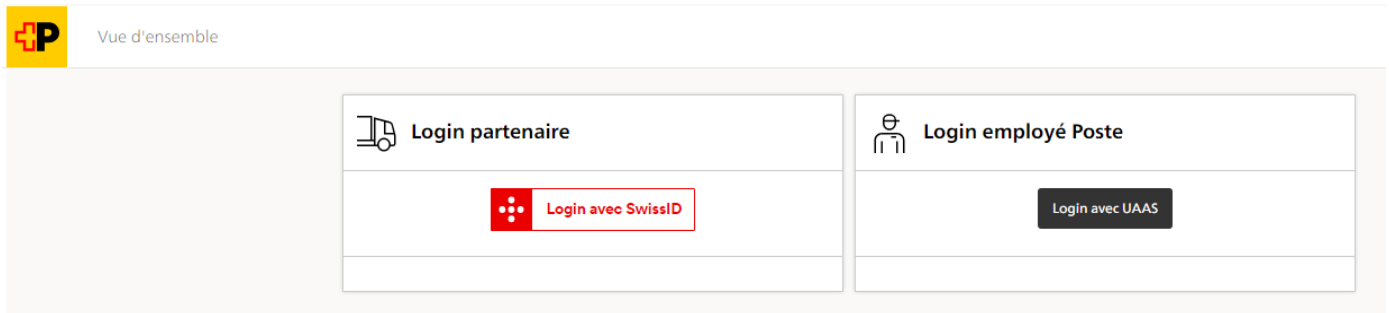 P
Vue d'ensemble
Login partenaire
Login avec SwissID
Login employé Poste
Login avec UAAS